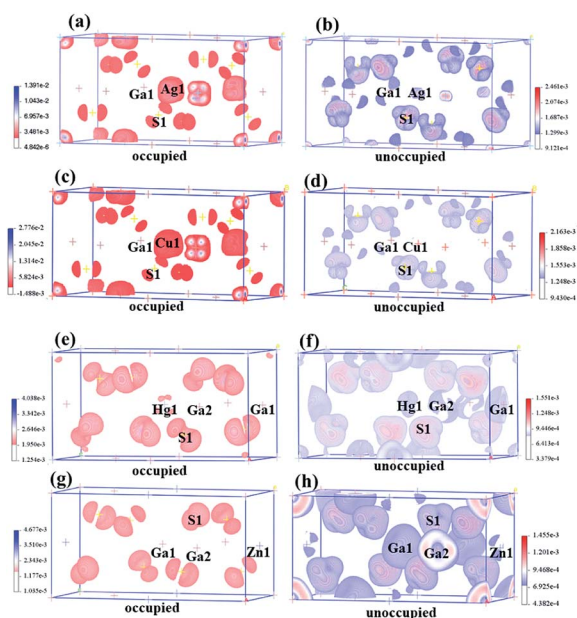 (a)
1.391e-2
1.043e-2
6.957e-3
3.481e-3
4.842e-6
Ga1 Ag1
S1
occupied
(b)
Ga1 Ag1
S1
2.461e-3
2.074e-3
1.687e-3
1.299e-3
9.121e-4
unoccupied
(c)
2.776e-2
2.045e-2
1.314e-2
5.824e-3
-1.488e-3
Ga1 Cu1
S1
occupied
(d)
Ga1 Cu1
S1
2.163e-3
1.858e-3
1.553e-3
1.248e-3
9.430e-4
unoccupied
(e)
4.038e-3
3.342e-3
2.646e-3
1.950e-3
1.254e-3
Hg1 Ga2 Ga1
S1
occupied
(f)
Hg1 Ga2 Ga1
S1
1.551e-3
1.248e-3
9.446e-4
6.413e-4
3.379e-4
unoccupied
(g)
4.677e-3
3.510e-3
2.343e-3
1.177e-3
1.035e-5
S1
Ga1 Ga2 Zn1
occupied
(h)
S1
Ga1 Ga2 Zn1
1.455e-3
1.201e-3
9.468e-4
6.925e-4
4.382e-4
unoccupied